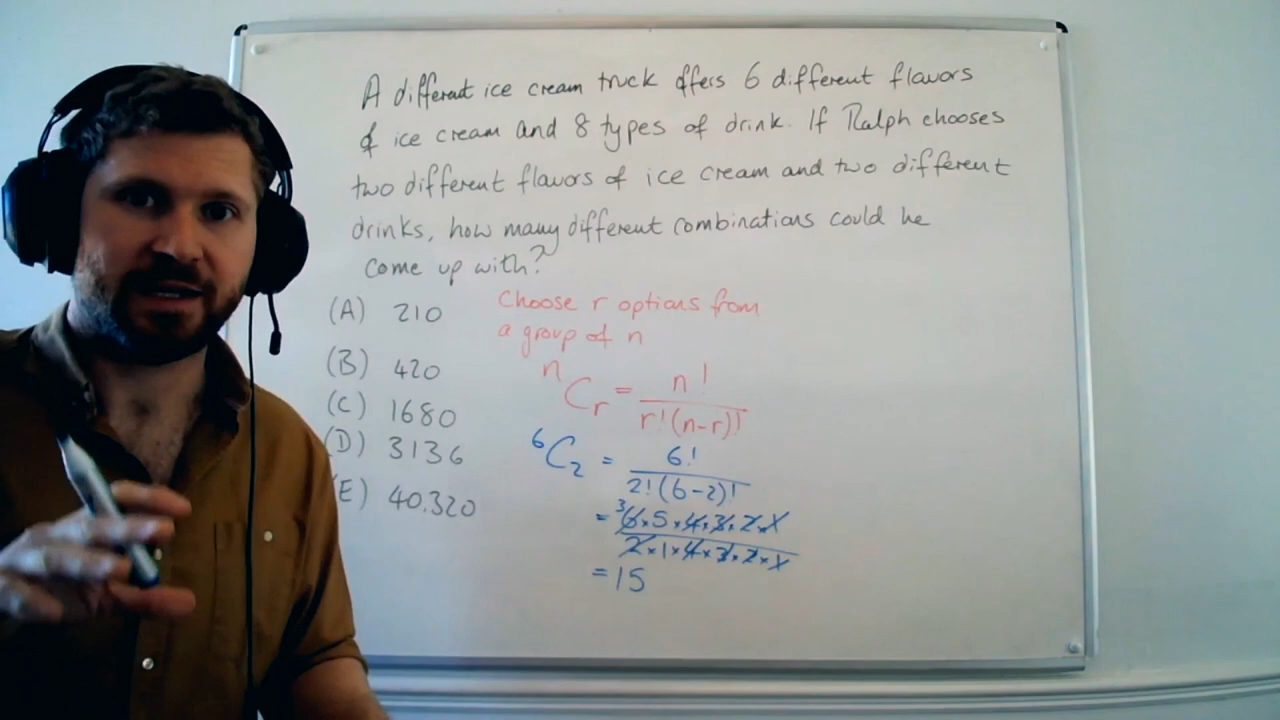 A different ice cream truck offers 6 different flavors
of ice cream and 8 types of drink. If Ralph chooses
two different flavors of ice cream and two different
drinks, how many different combinations could he
come up with?
(A) 210
(B) 420
(C) 1680
(D) 3136
(E) 40,320
Choose r options from
a group of n
nCr = n!
r!(n-r)!
6C2 = 6!
2!(6-2)!
= 3 6×5×4×3×2×1
2×1×4×3×2×1
= 15